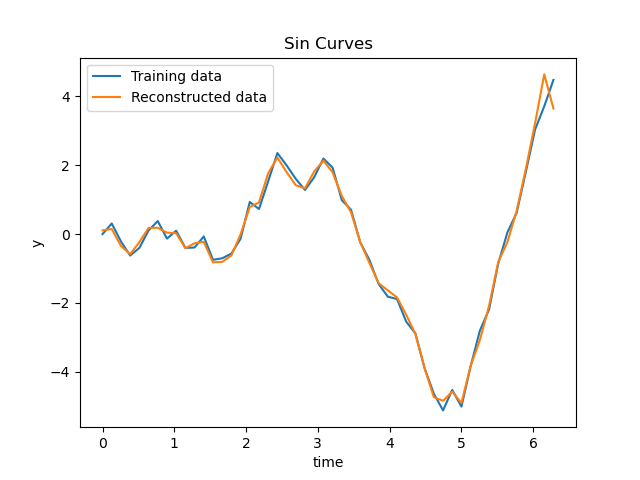 Sin Curves
Training data
Reconstructed data
4
2
0
−2
−4
y
0 1 2 3 4 5 6
time